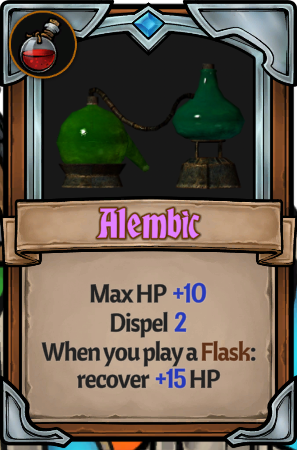 Alembic
Max HP +10
Dispel 2
When you play a Flask:
recover +15 HP